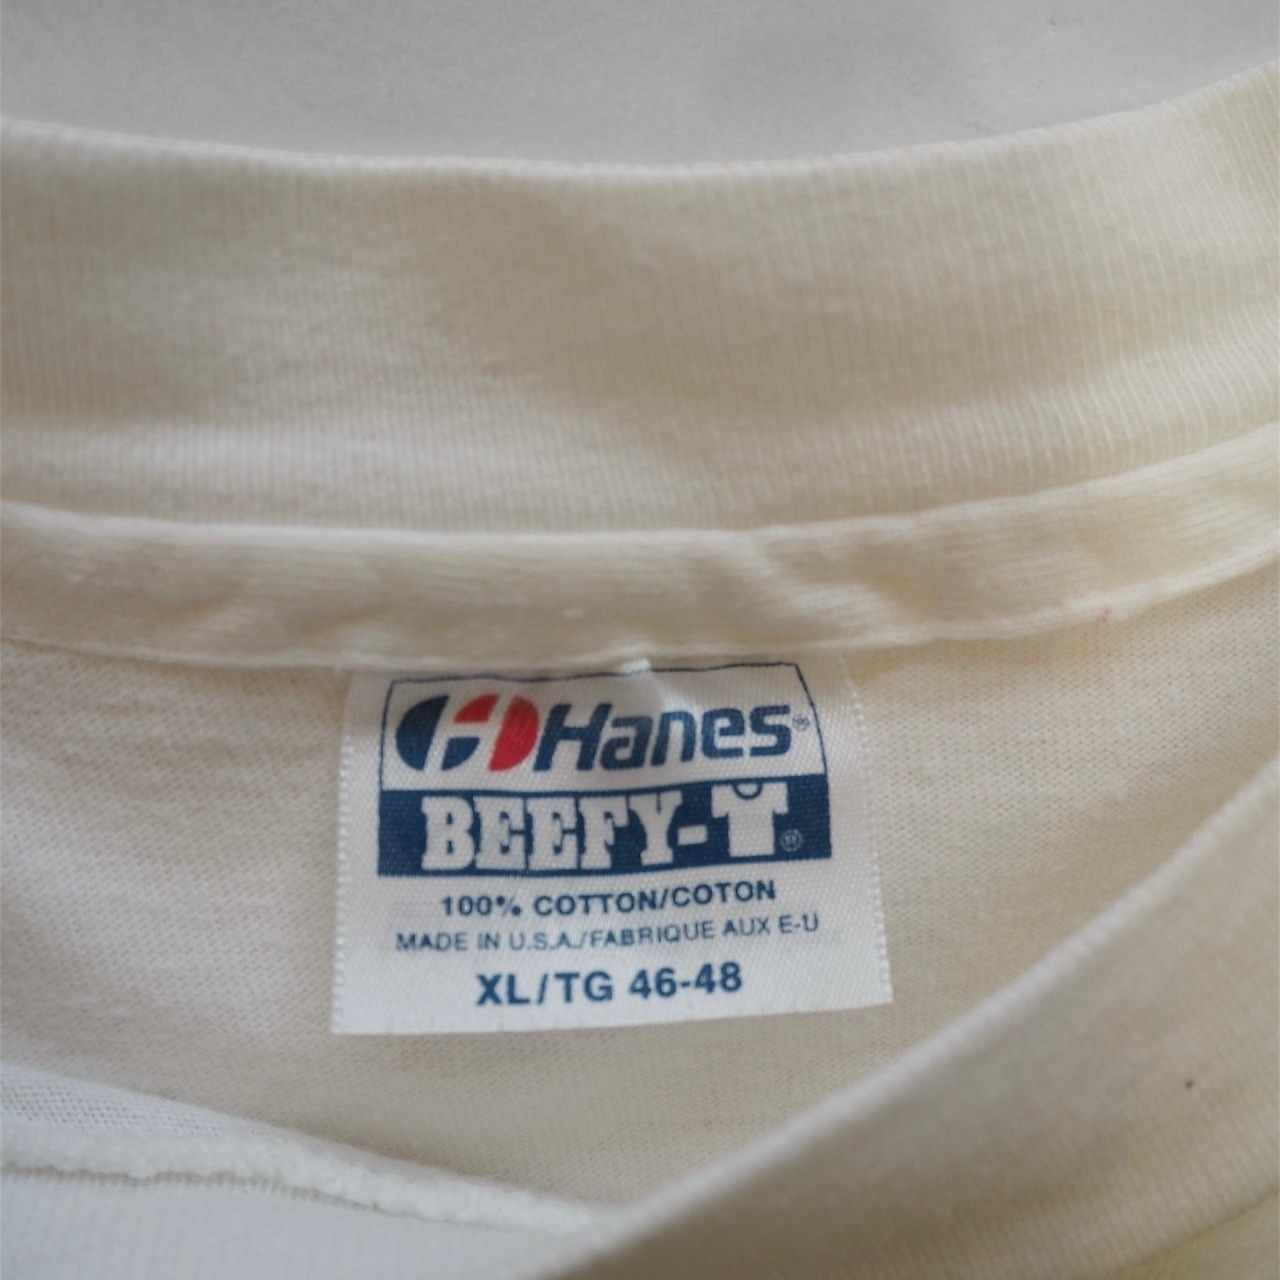 Hanes®
BEEFY-T®
100% COTTON/COTON
MADE IN U.S.A./FABRIQUE AUX E-U
XL/TG 46-48